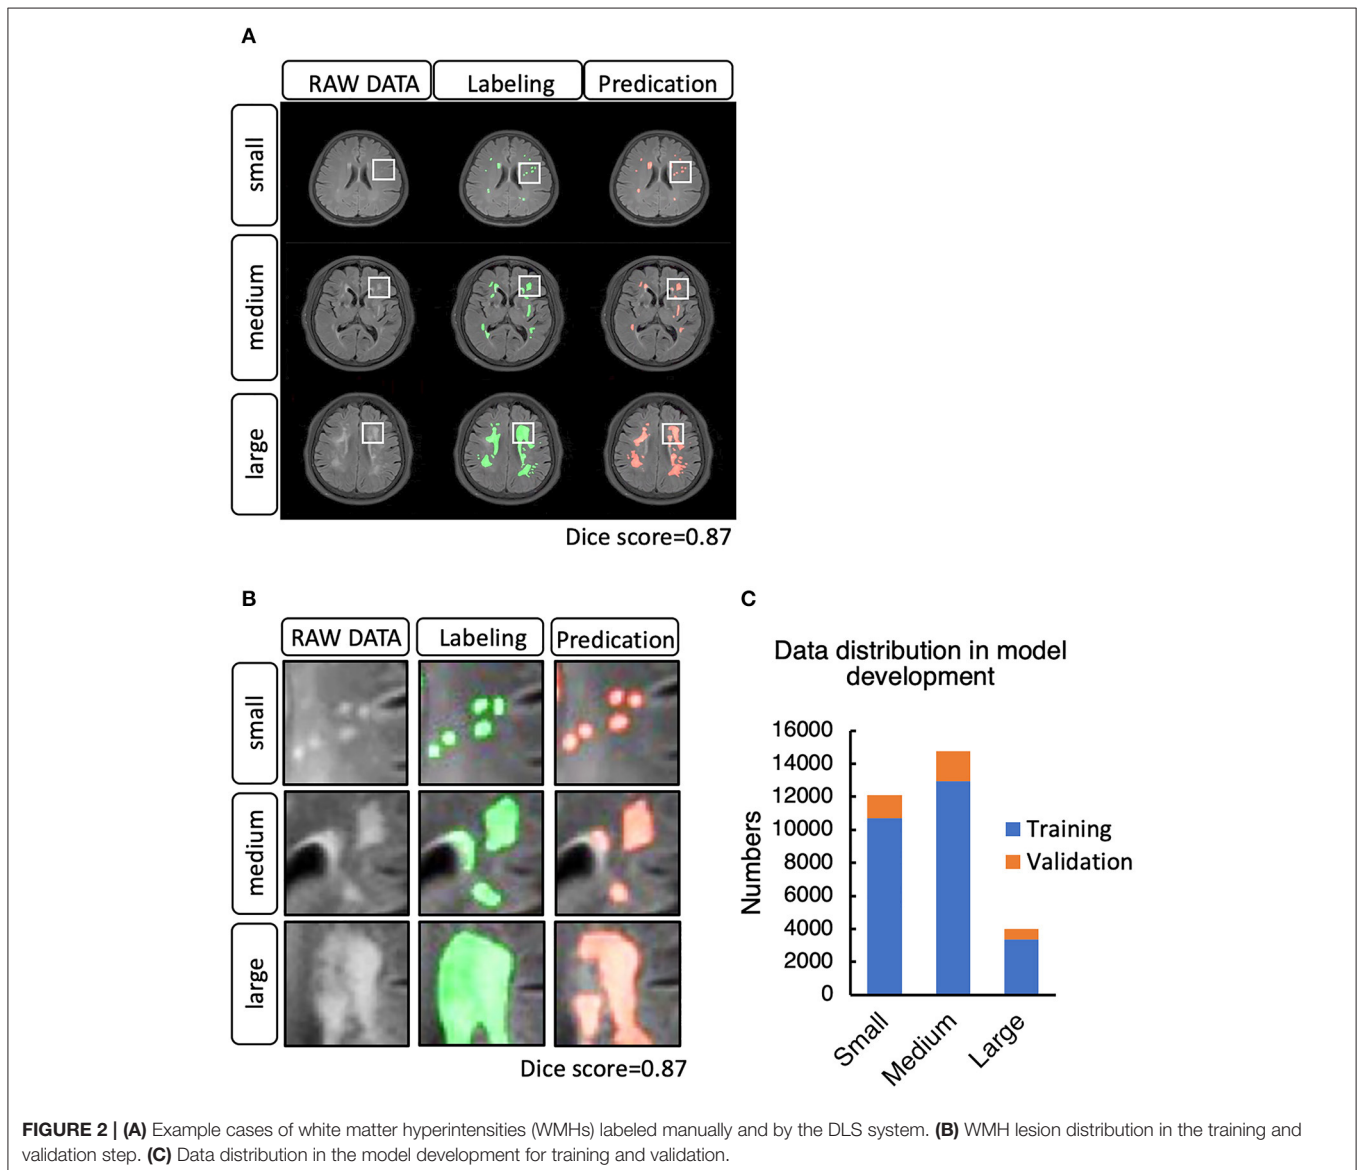 A
RAW DATA
Labeling
Predication
small
medium
large
Dice score=0.87
B
RAW DATA
Labeling
Predication
small
medium
large
Dice score=0.87
C
Data distribution in model
development
16000
14000
12000
10000
8000
6000
4000
2000
0
Numbers
Small
Medium
Large
Training
Validation
FIGURE 2 | (A) Example cases of white matter hyperintensities (WMHs) labeled manually and by the DLS system. (B) WMH lesion distribution in the training and
validation step. (C) Data distribution in the model development for training and validation.